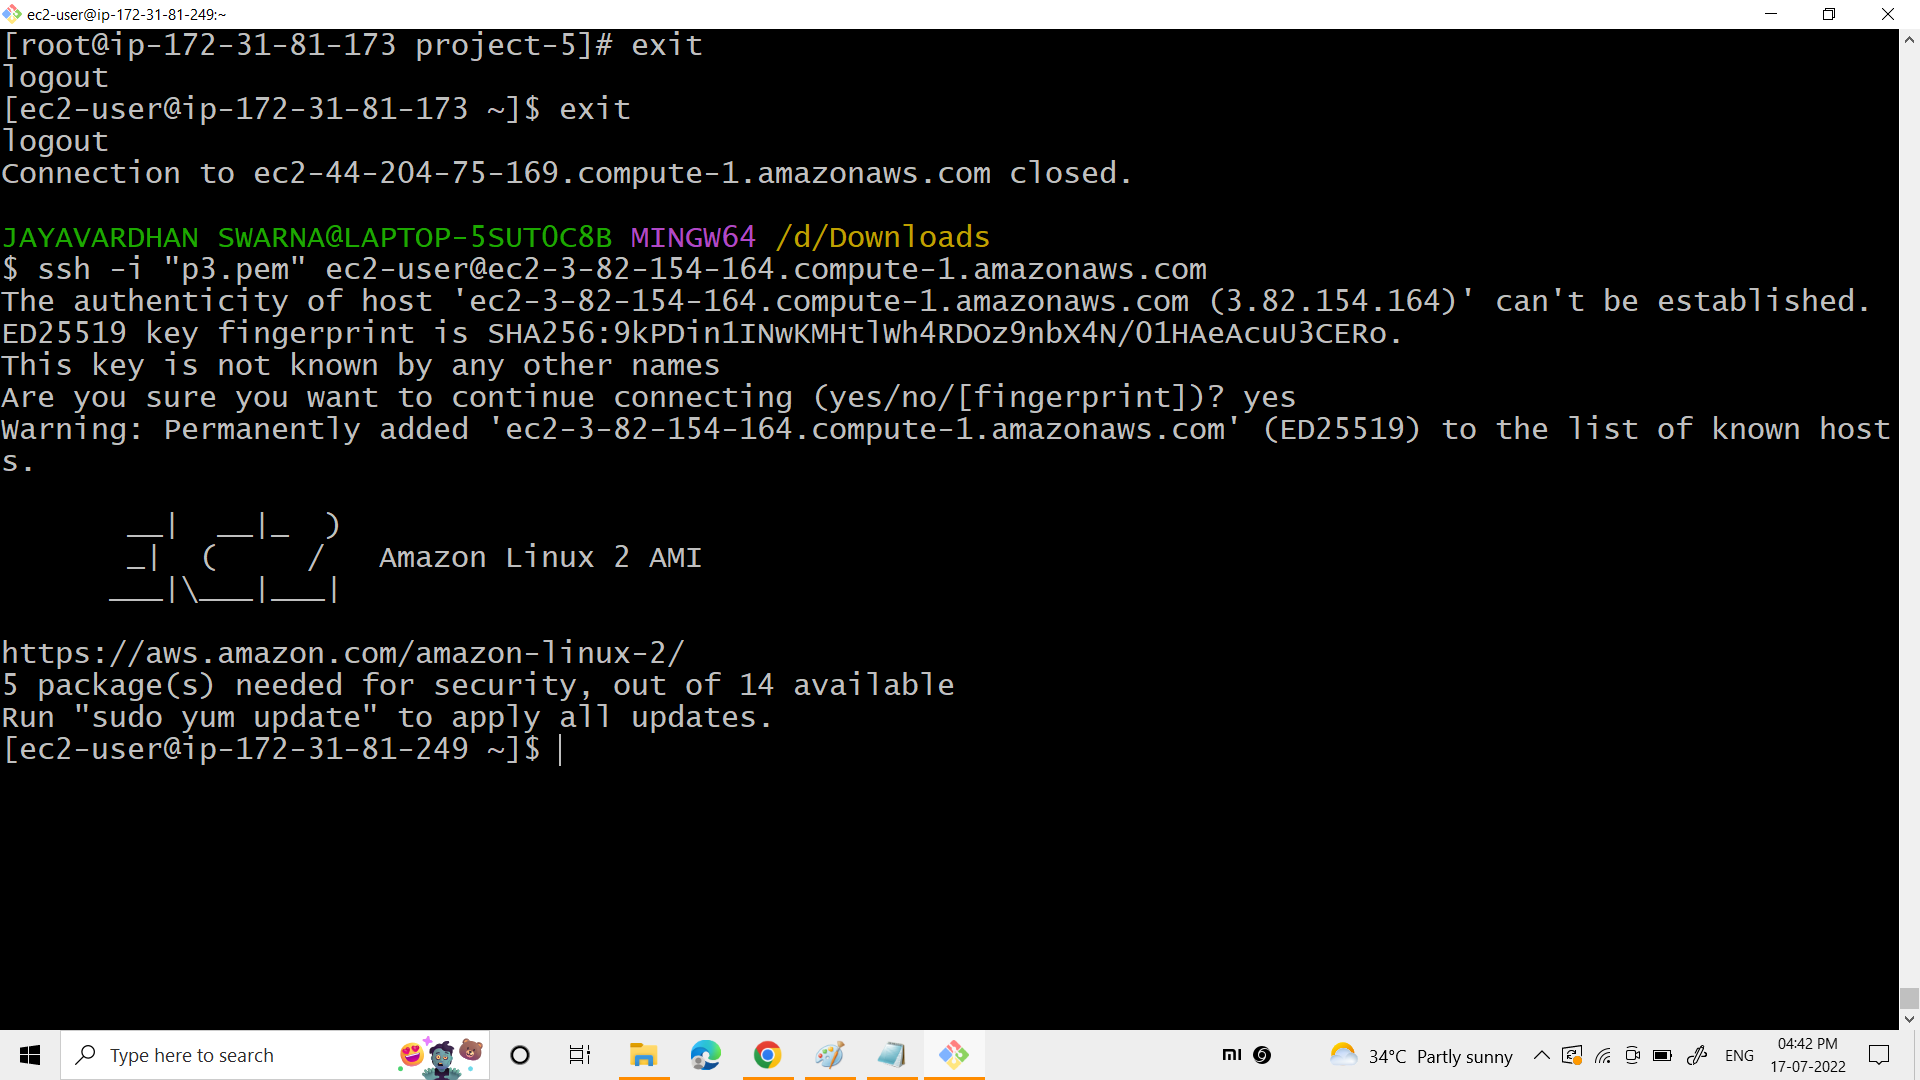 ec2-user@ip-172-31-81-249:~
[root@ip-172-31-81-173 project-5]# exit
logout
[ec2-user@ip-172-31-81-173 ~]$ exit
logout
Connection to ec2-44-204-75-169.compute-1.amazonaws.com closed.
JAYAVARDHAN SWARNA@LAPTOP-5SUT0C8B MINGW64 /d/Downloads
$ ssh -i "p3.pem" ec2-user@ec2-3-82-154-164.compute-1.amazonaws.com
The authenticity of host 'ec2-3-82-154-164.compute-1.amazonaws.com (3.82.154.164)' can't be established.
ED25519 key fingerprint is SHA256:9kPDin1INwKMHtlWh4RDOz9nbX4N/O1HAeAcuU3CERo.
This key is not known by any other names
Are you sure you want to continue connecting (yes/no/[fingerprint])? yes
Warning: Permanently added 'ec2-3-82-154-164.compute-1.amazonaws.com' (ED25519) to the list of known host
s.
       __|  __|_  )
       _|  (     /   Amazon Linux 2 AMI
      ___|\___|___|
https://aws.amazon.com/amazon-linux-2/
5 package(s) needed for security, out of 14 available
Run "sudo yum update" to apply all updates.
[ec2-user@ip-172-31-81-249 ~]$
Type here to search
34°C Partly sunny
ENG
04:42 PM
17-07-2022